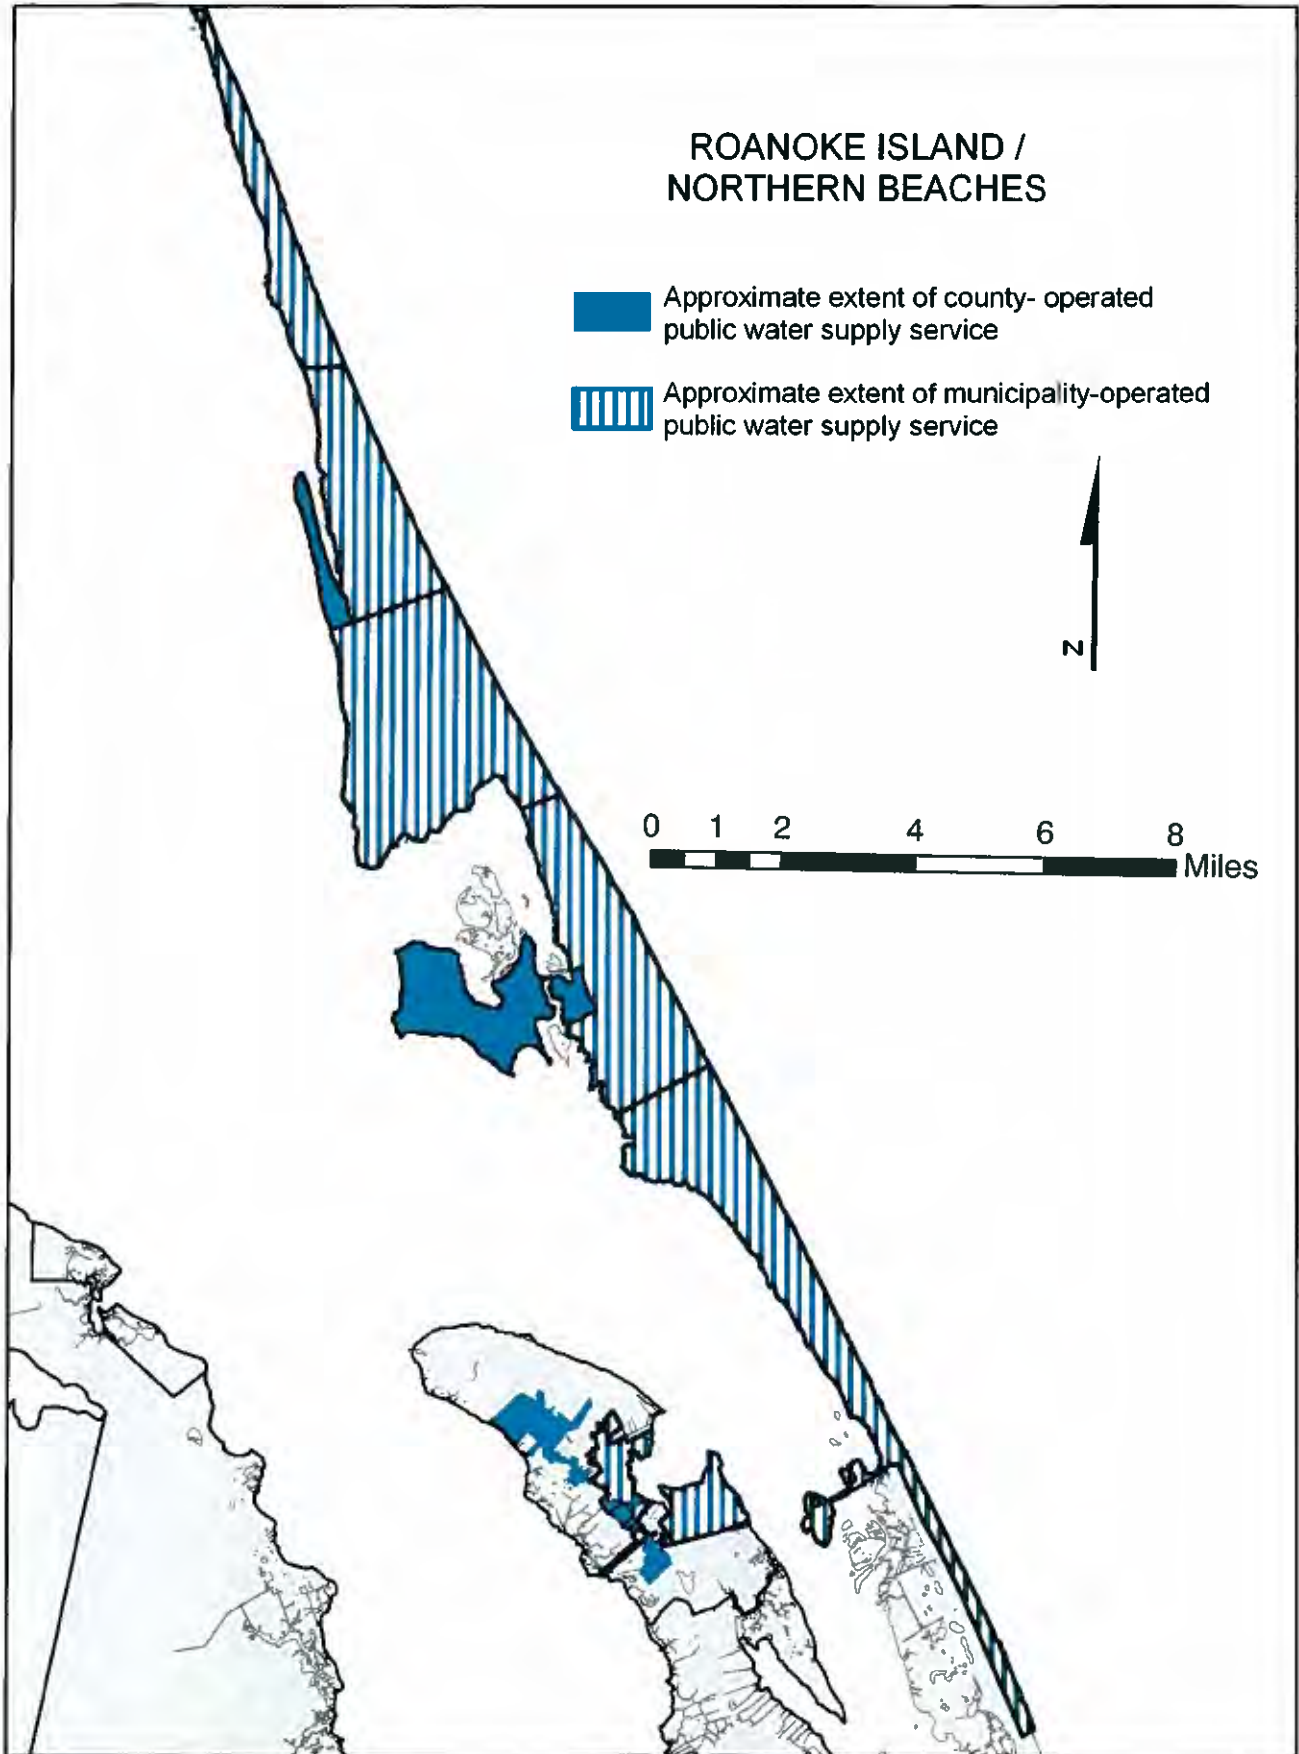 ROANOKE ISLAND /
NORTHERN BEACHES
Approximate extent of county- operated
public water supply service
Approximate extent of municipality-operated
public water supply service
N
0 1 2 4 6 8
Miles